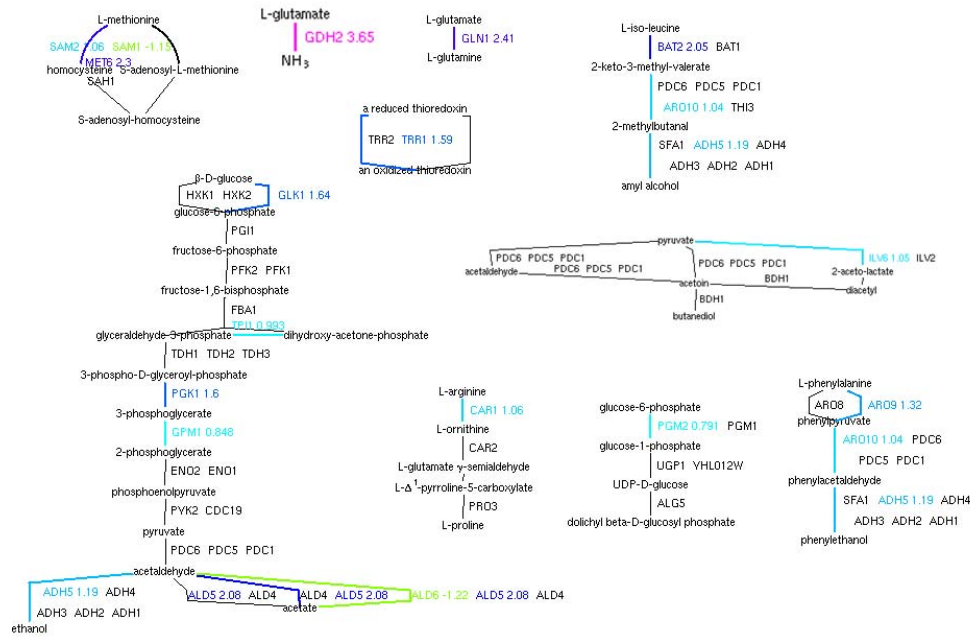 L-methionine
SAM2 1.06 SAM1 -1.15
MET6 2.3
homocysteine S-adenosyl-L-methionine
SAH1
S-adenosyl-homocysteine
L-glutamate
GDH2 3.65
NH3
L-glutamate
GLN1 2.41
L-glutamine
L-iso-leucine
BAT2 2.05 BAT1
2-keto-3-methyl-valerate
PDC6 PDC5 PDC1
ARO10 1.04 THI3
2-methylbutanal
SFA1 ADH5 1.19 ADH4
ADH3 ADH2 ADH1
amyl alcohol
a reduced thioredoxin
TRR2 TRR1 1.59
an oxidized thioredoxin
β-D-glucose
HXK1 HXK2 GLK1 1.64
glucose-6-phosphate
PGI1
fructose-6-phosphate
PFK2 PFK1
fructose-1,6-bisphosphate
FBA1
TPI1 0.993
glyceraldehyde-3-phosphate dihydroxy-acetone-phosphate
TDH1 TDH2 TDH3
3-phospho-D-glyceroyl-phosphate
PGK1 1.6
3-phosphoglycerate
GPM1 0.848
2-phosphoglycerate
ENO2 ENO1
phosphoenolpyruvate
PYK2 CDC19
pyruvate
PDC6 PDC5 PDC1
acetaldehyde
ADH5 1.19 ADH4
ADH3 ADH2 ADH1
ethanol
ALD5 2.08 ALD4 ALD4 ALD5 2.08 ALD6 -1.22 ALD5 2.08 ALD4
acetate
pyruvate
PDC6 PDC5 PDC1
acetaldehyde
PDC6 PDC5 PDC1
PDC6 PDC5 PDC1
ILV6 1.05 ILV2
2-aceto-lactate
BDH1
acetoin
diacetyl
BDH1
butanediol
L-arginine
CAR1 1.06
L-ornithine
CAR2
L-glutamate γ-semialdehyde
L-Δ1-pyrroline-5-carboxylate
PRO3
L-proline
glucose-6-phosphate
PGM2 0.791 PGM1
glucose-1-phosphate
UGP1 YHL012W
UDP-D-glucose
ALG5
dolichyl beta-D-glucosyl phosphate
L-phenylalanine
ARO8 ARO9 1.32
phenylpyruvate
ARO10 1.04 PDC6
PDC5 PDC1
phenylacetaldehyde
SFA1 ADH5 1.19 ADH4
ADH3 ADH2 ADH1
phenylethanol